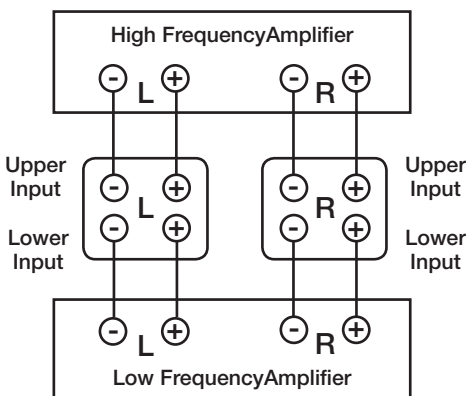 High FrequencyAmplifier
- L + - R +
Upper
Input
- L +
- R +
Upper
Input
Lower
Input
- +
- +
Lower
Input
- L + - R +
Low FrequencyAmplifier